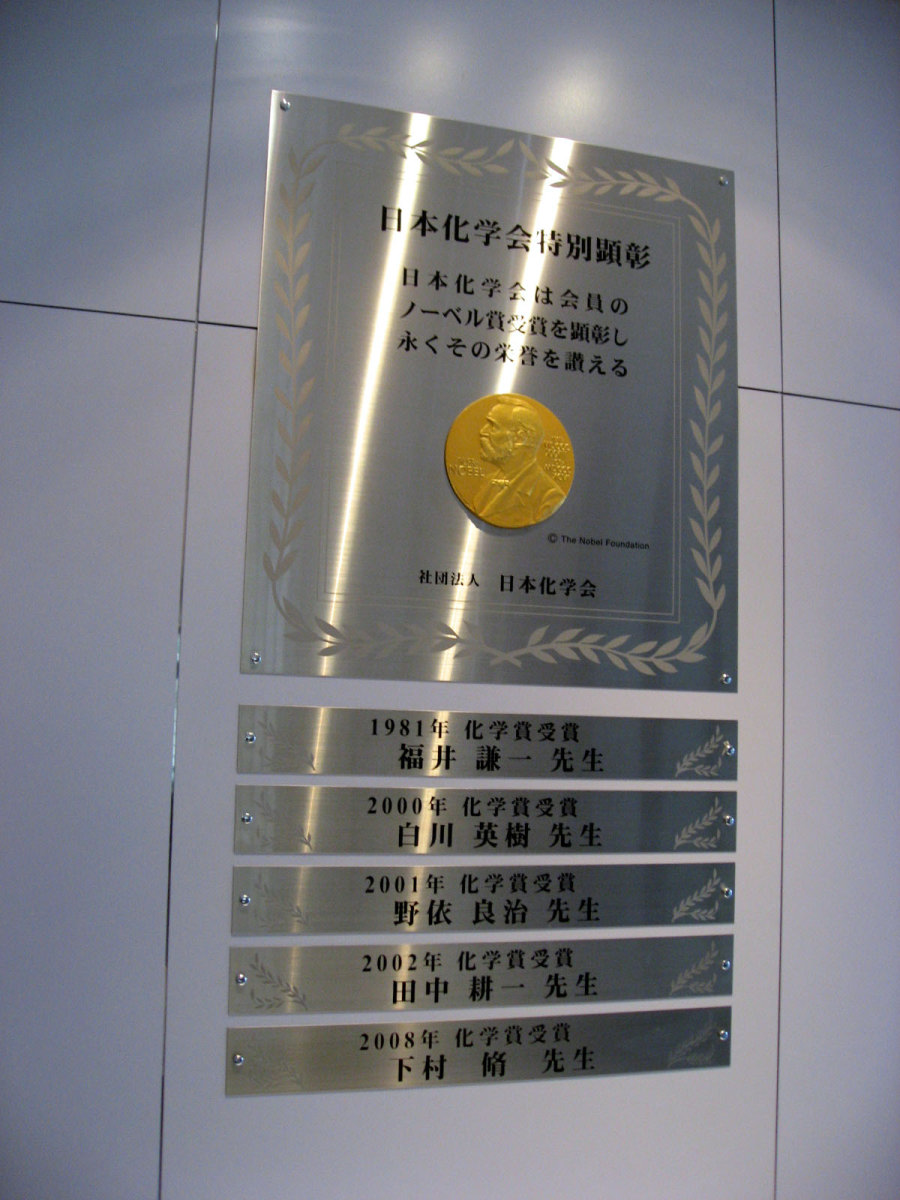 日本化学会特別顕彰
日本化学会は会員の
ノーベル賞受賞を顕彰し
永くその栄誉を讃える
NOBEL
© The Nobel Foundation
社団法人 日本化学会
1981年 化学賞受賞
福井 謙一 先生
2000年 化学賞受賞
白川 英樹 先生
2001年 化学賞受賞
野依 良治 先生
2002年 化学賞受賞
田中 耕一 先生
2008年 化学賞受賞
下村 脩 先生